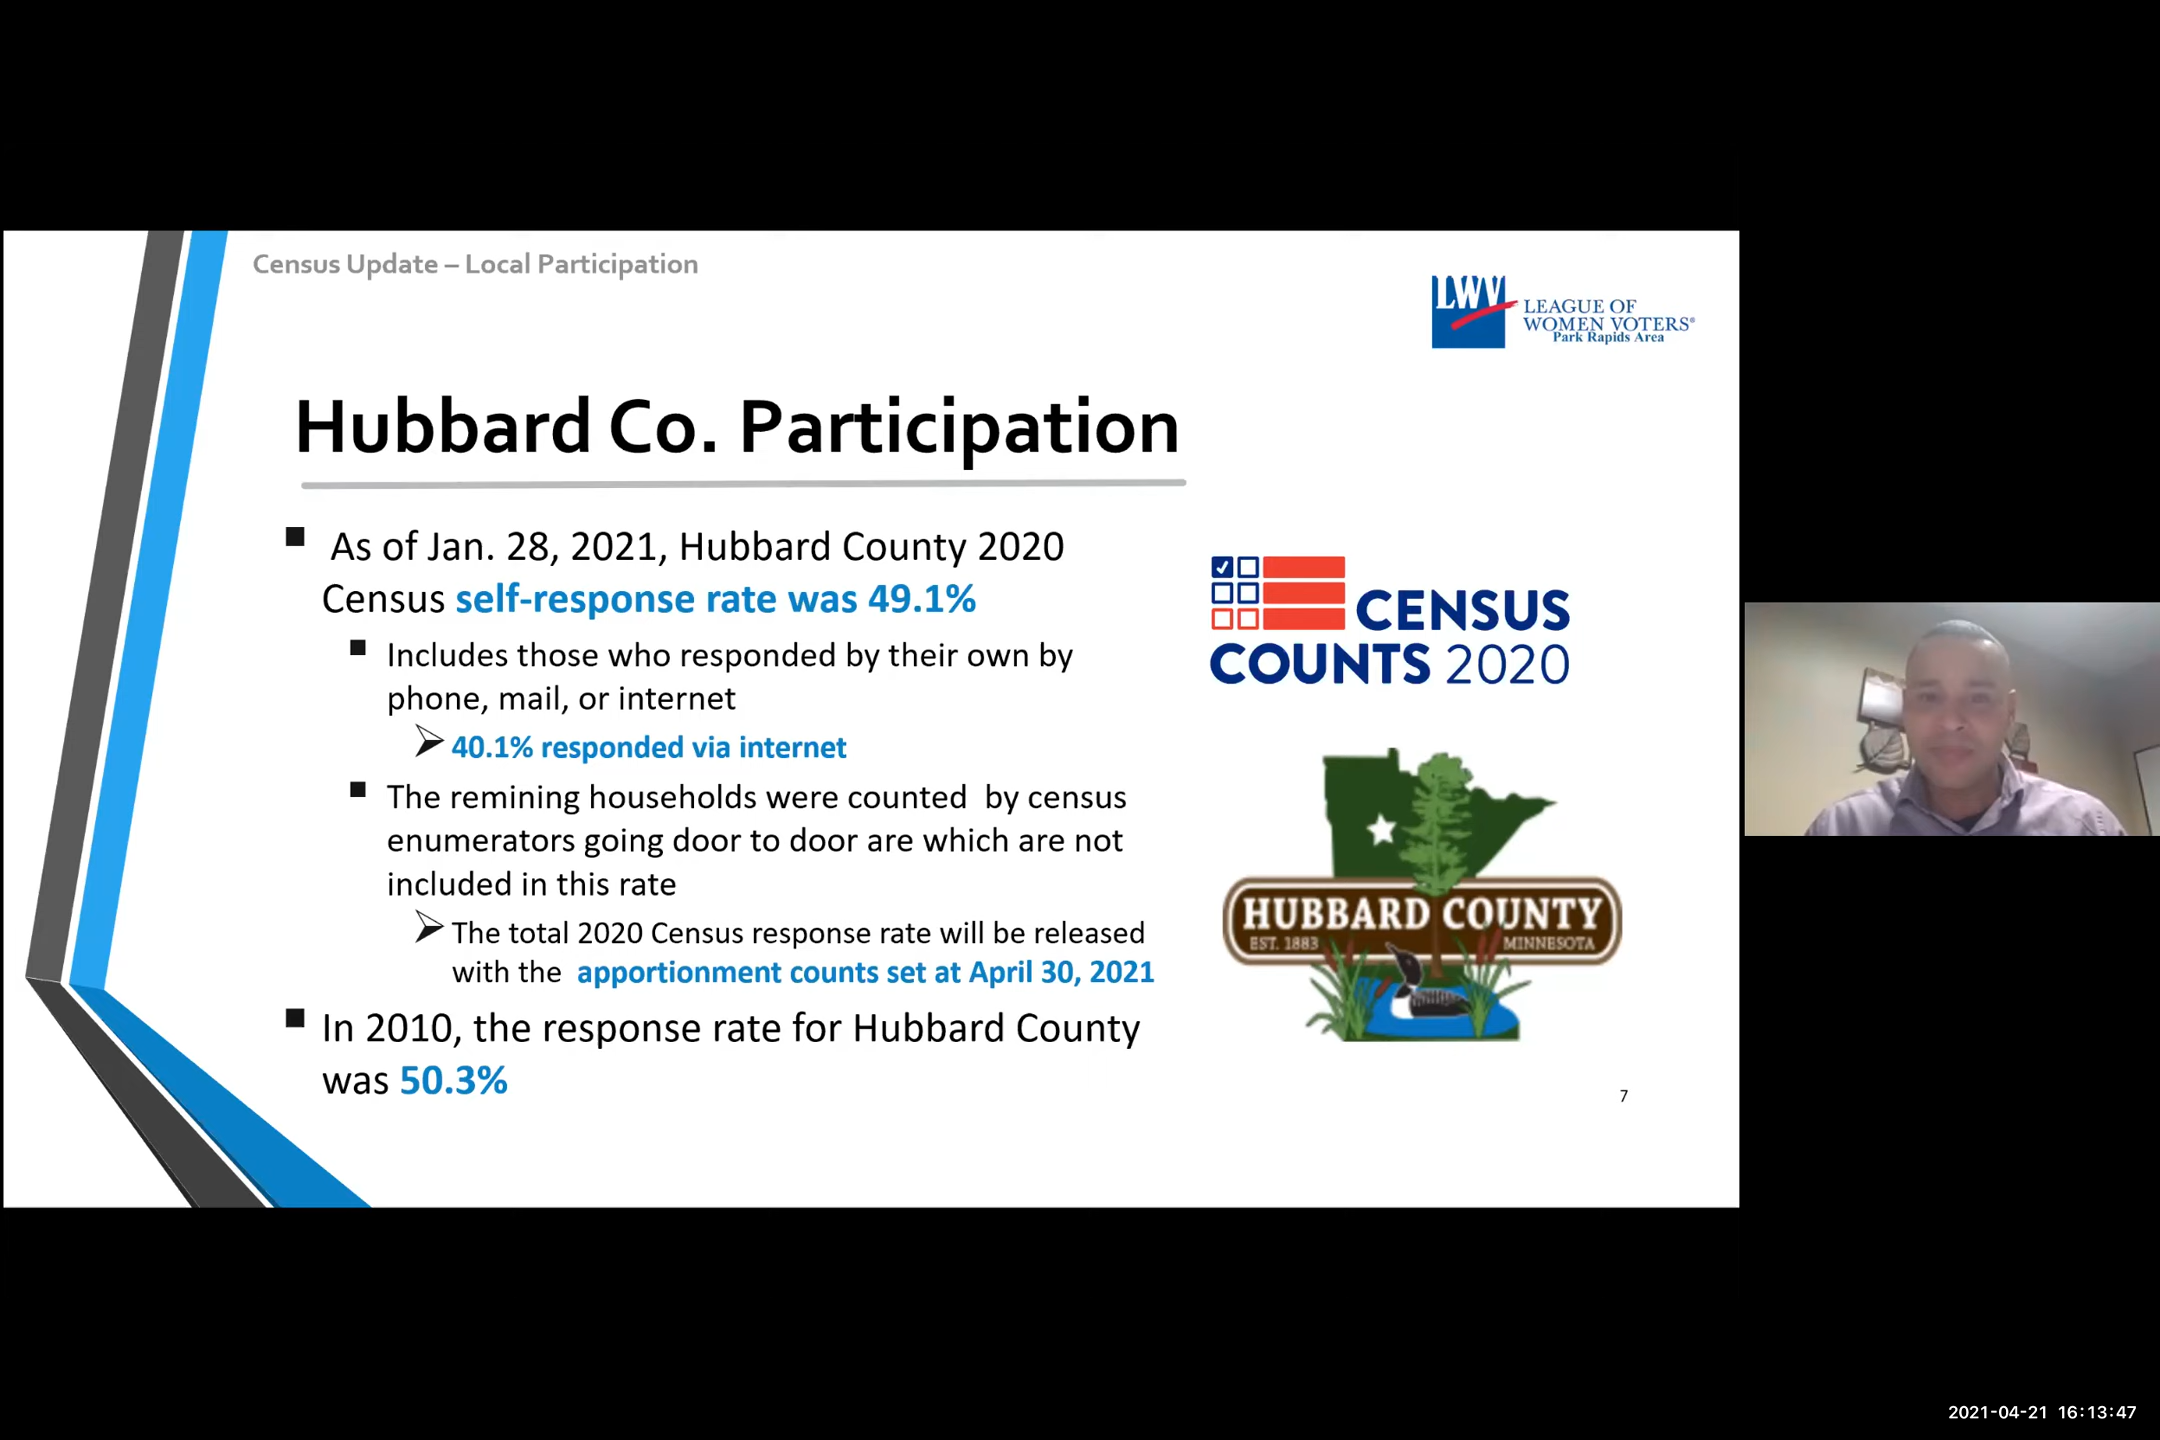 Census Update – Local Participation
LWV
LEAGUE OF
WOMEN VOTERS®
Park Rapids Area
Hubbard Co. Participation
As of Jan. 28, 2021, Hubbard County 2020
Census self-response rate was 49.1%
Includes those who responded by their own by
phone, mail, or internet
40.1% responded via internet
The remining households were counted by census
enumerators going door to door are which are not
included in this rate
The total 2020 Census response rate will be released
with the apportionment counts set at April 30, 2021
In 2010, the response rate for Hubbard County
was 50.3%
CENSUS
COUNTS 2020
HUBBARD COUNTY
EST. 1883
MINNESOTA
7
2021-04-21 16:13:47